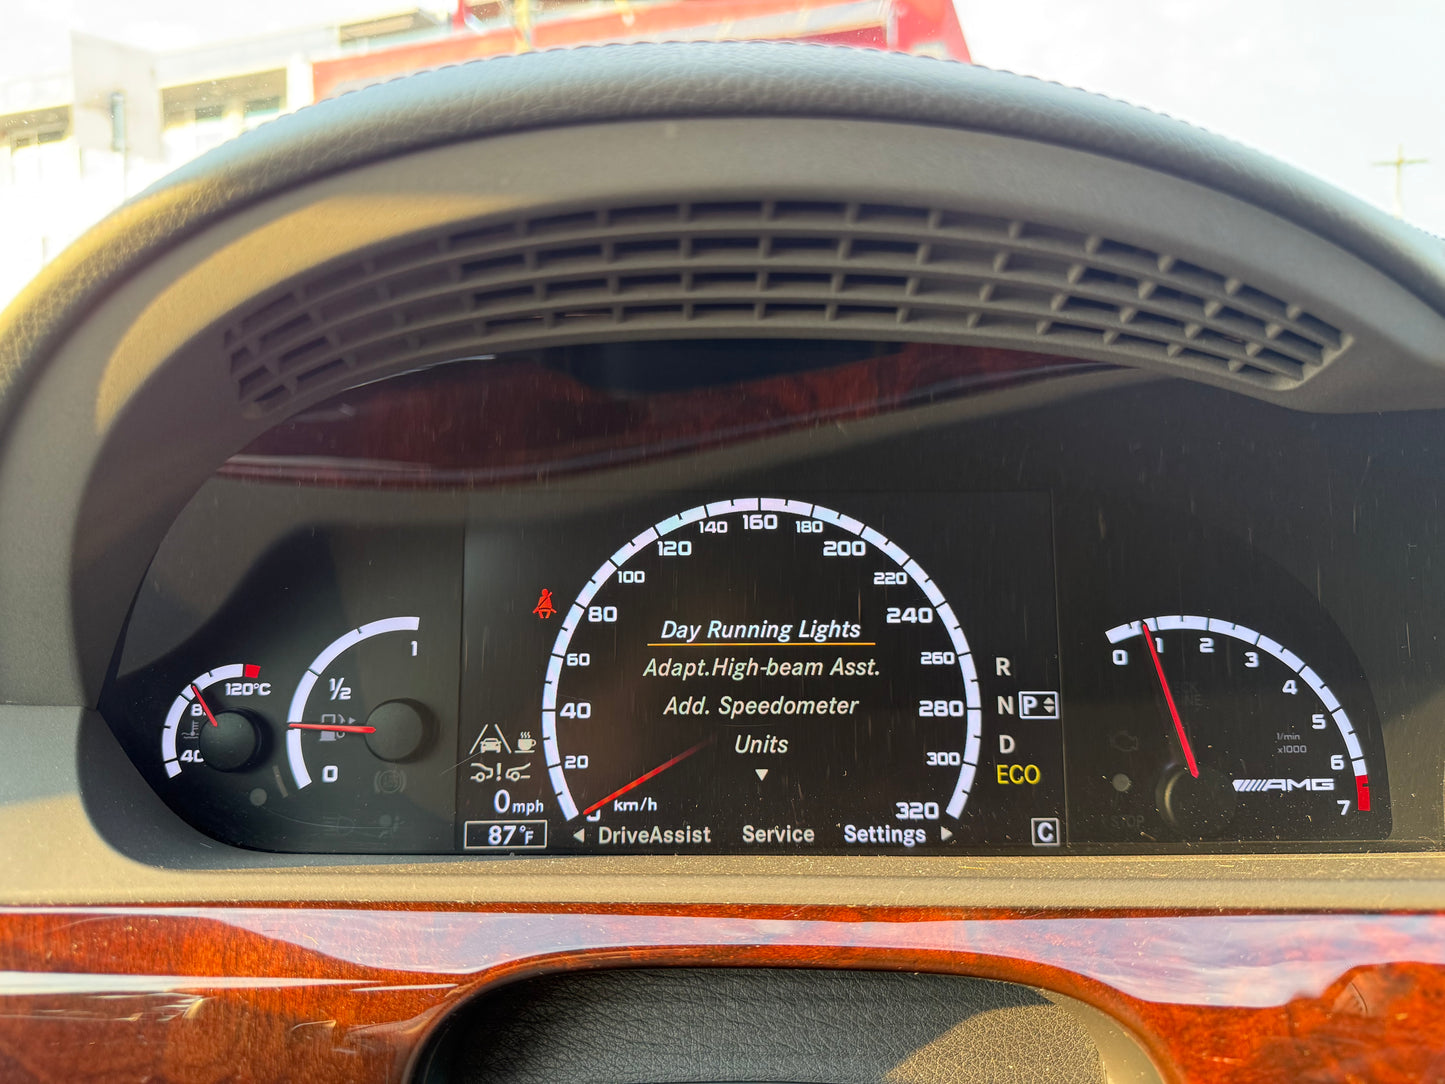 140 160 180
120 200
100 220
80 240
60 260
40 280
20 300
0 km/h 320
Day Running Lights
Adapt.High-beam Asst.
Add. Speedometer
Units
DriveAssist Service Settings
0 mph
87 °F
R
N P
D
ECO
C
1
½
0
120°C
40
0 1 2 3 4 5 6 7
1/min
x1000
AMG
STOP